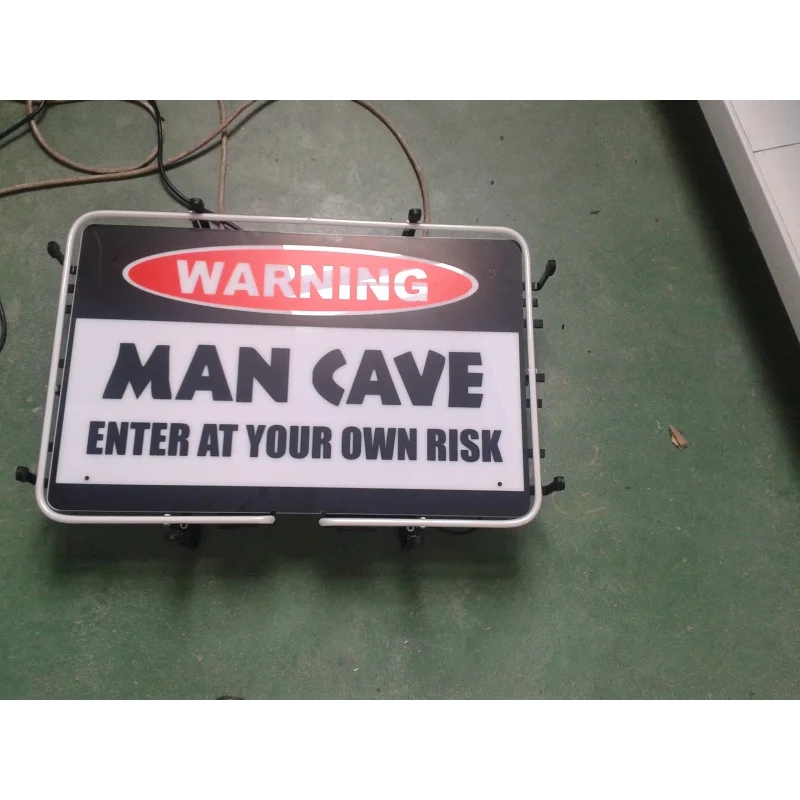 WARNING
MAN CAVE
ENTER AT YOUR OWN RISK